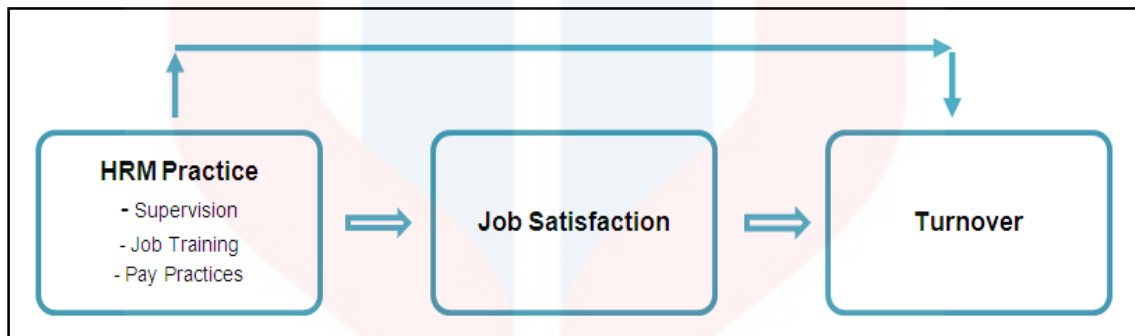 HRM Practice
- Supervision
- Job Training
- Pay Practices
Job Satisfaction
Turnover